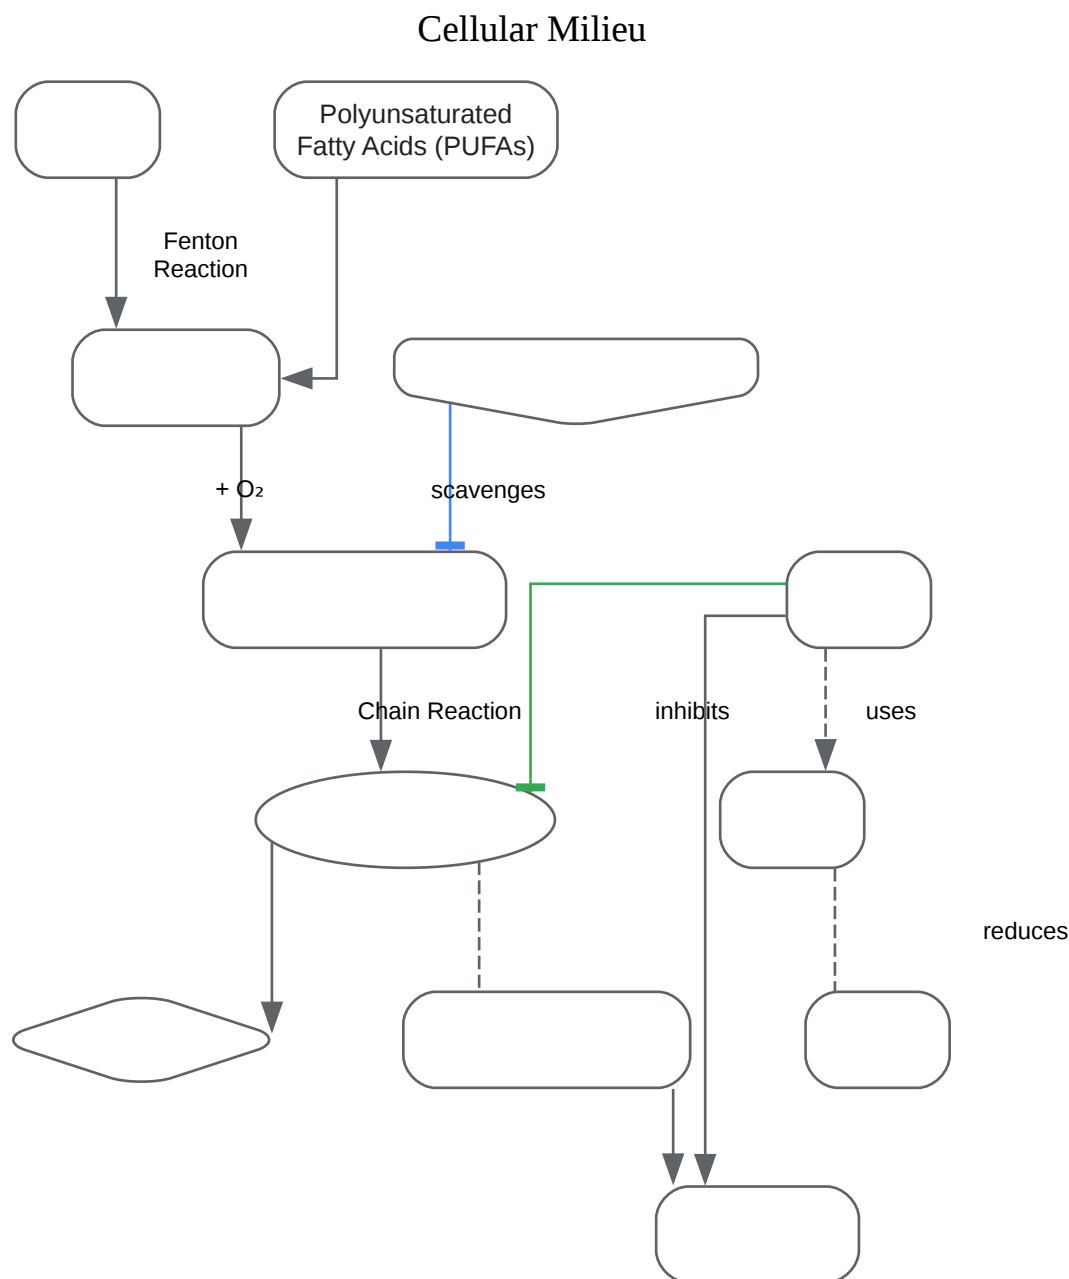 Cellular Milieu
Polyunsaturated
Fatty Acids (PUFAs)
Fenton
Reaction
+ O₂
scavenges
Chain Reaction
inhibits
uses
reduces